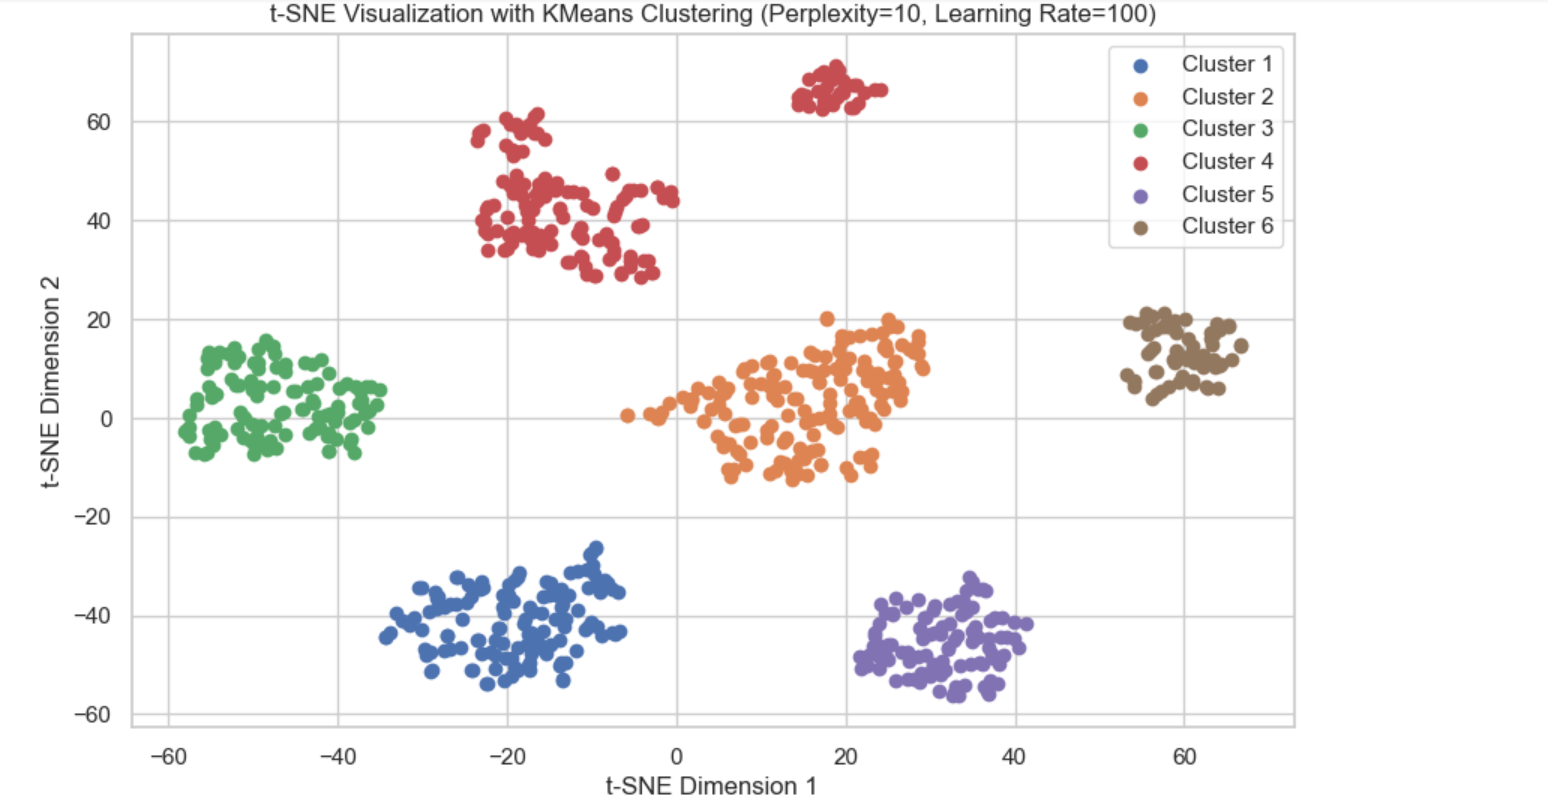 t-SNE Visualization with KMeans Clustering (Perplexity=10, Learning Rate=100)
Cluster 1
Cluster 2
Cluster 3
Cluster 4
Cluster 5
Cluster 6
t-SNE Dimension 2
60
40
20
0
−20
−40
−60
−60 −40 −20 0 20 40 60
t-SNE Dimension 1